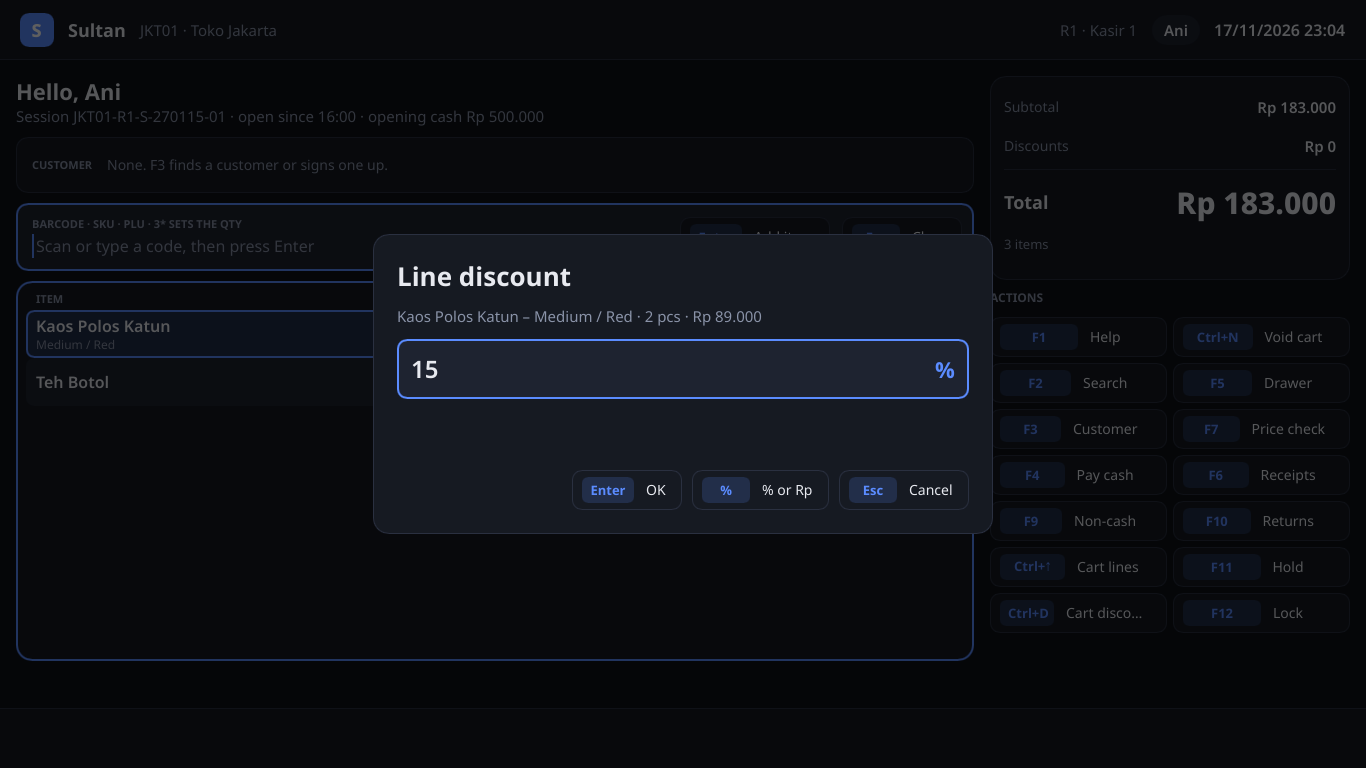 S Sultan JKT01 · Toko Jakarta R1 · Kasir 1 Ani 17/11/2026 23:04
Hello, Ani
Session JKT01-R1-S-270115-01 · open since 16:00 · opening cash Rp 500.000
CUSTOMER None. F3 finds a customer or signs one up.
BARCODE · SKU · PLU · 3* SETS THE QTY
Scan or type a code, then press Enter
ITEM
Kaos Polos Katun
Medium / Red
Teh Botol
Line discount
Kaos Polos Katun – Medium / Red · 2 pcs · Rp 89.000
15 %
Enter OK % % or Rp Esc Cancel
Subtotal Rp 183.000
Discounts Rp 0
Total Rp 183.000
3 items
ACTIONS
F1 Help Ctrl+N Void cart
F2 Search F5 Drawer
F3 Customer F7 Price check
F4 Pay cash F6 Receipts
F9 Non-cash F10 Returns
Ctrl+↑ Cart lines F11 Hold
Ctrl+D Cart disco… F12 Lock